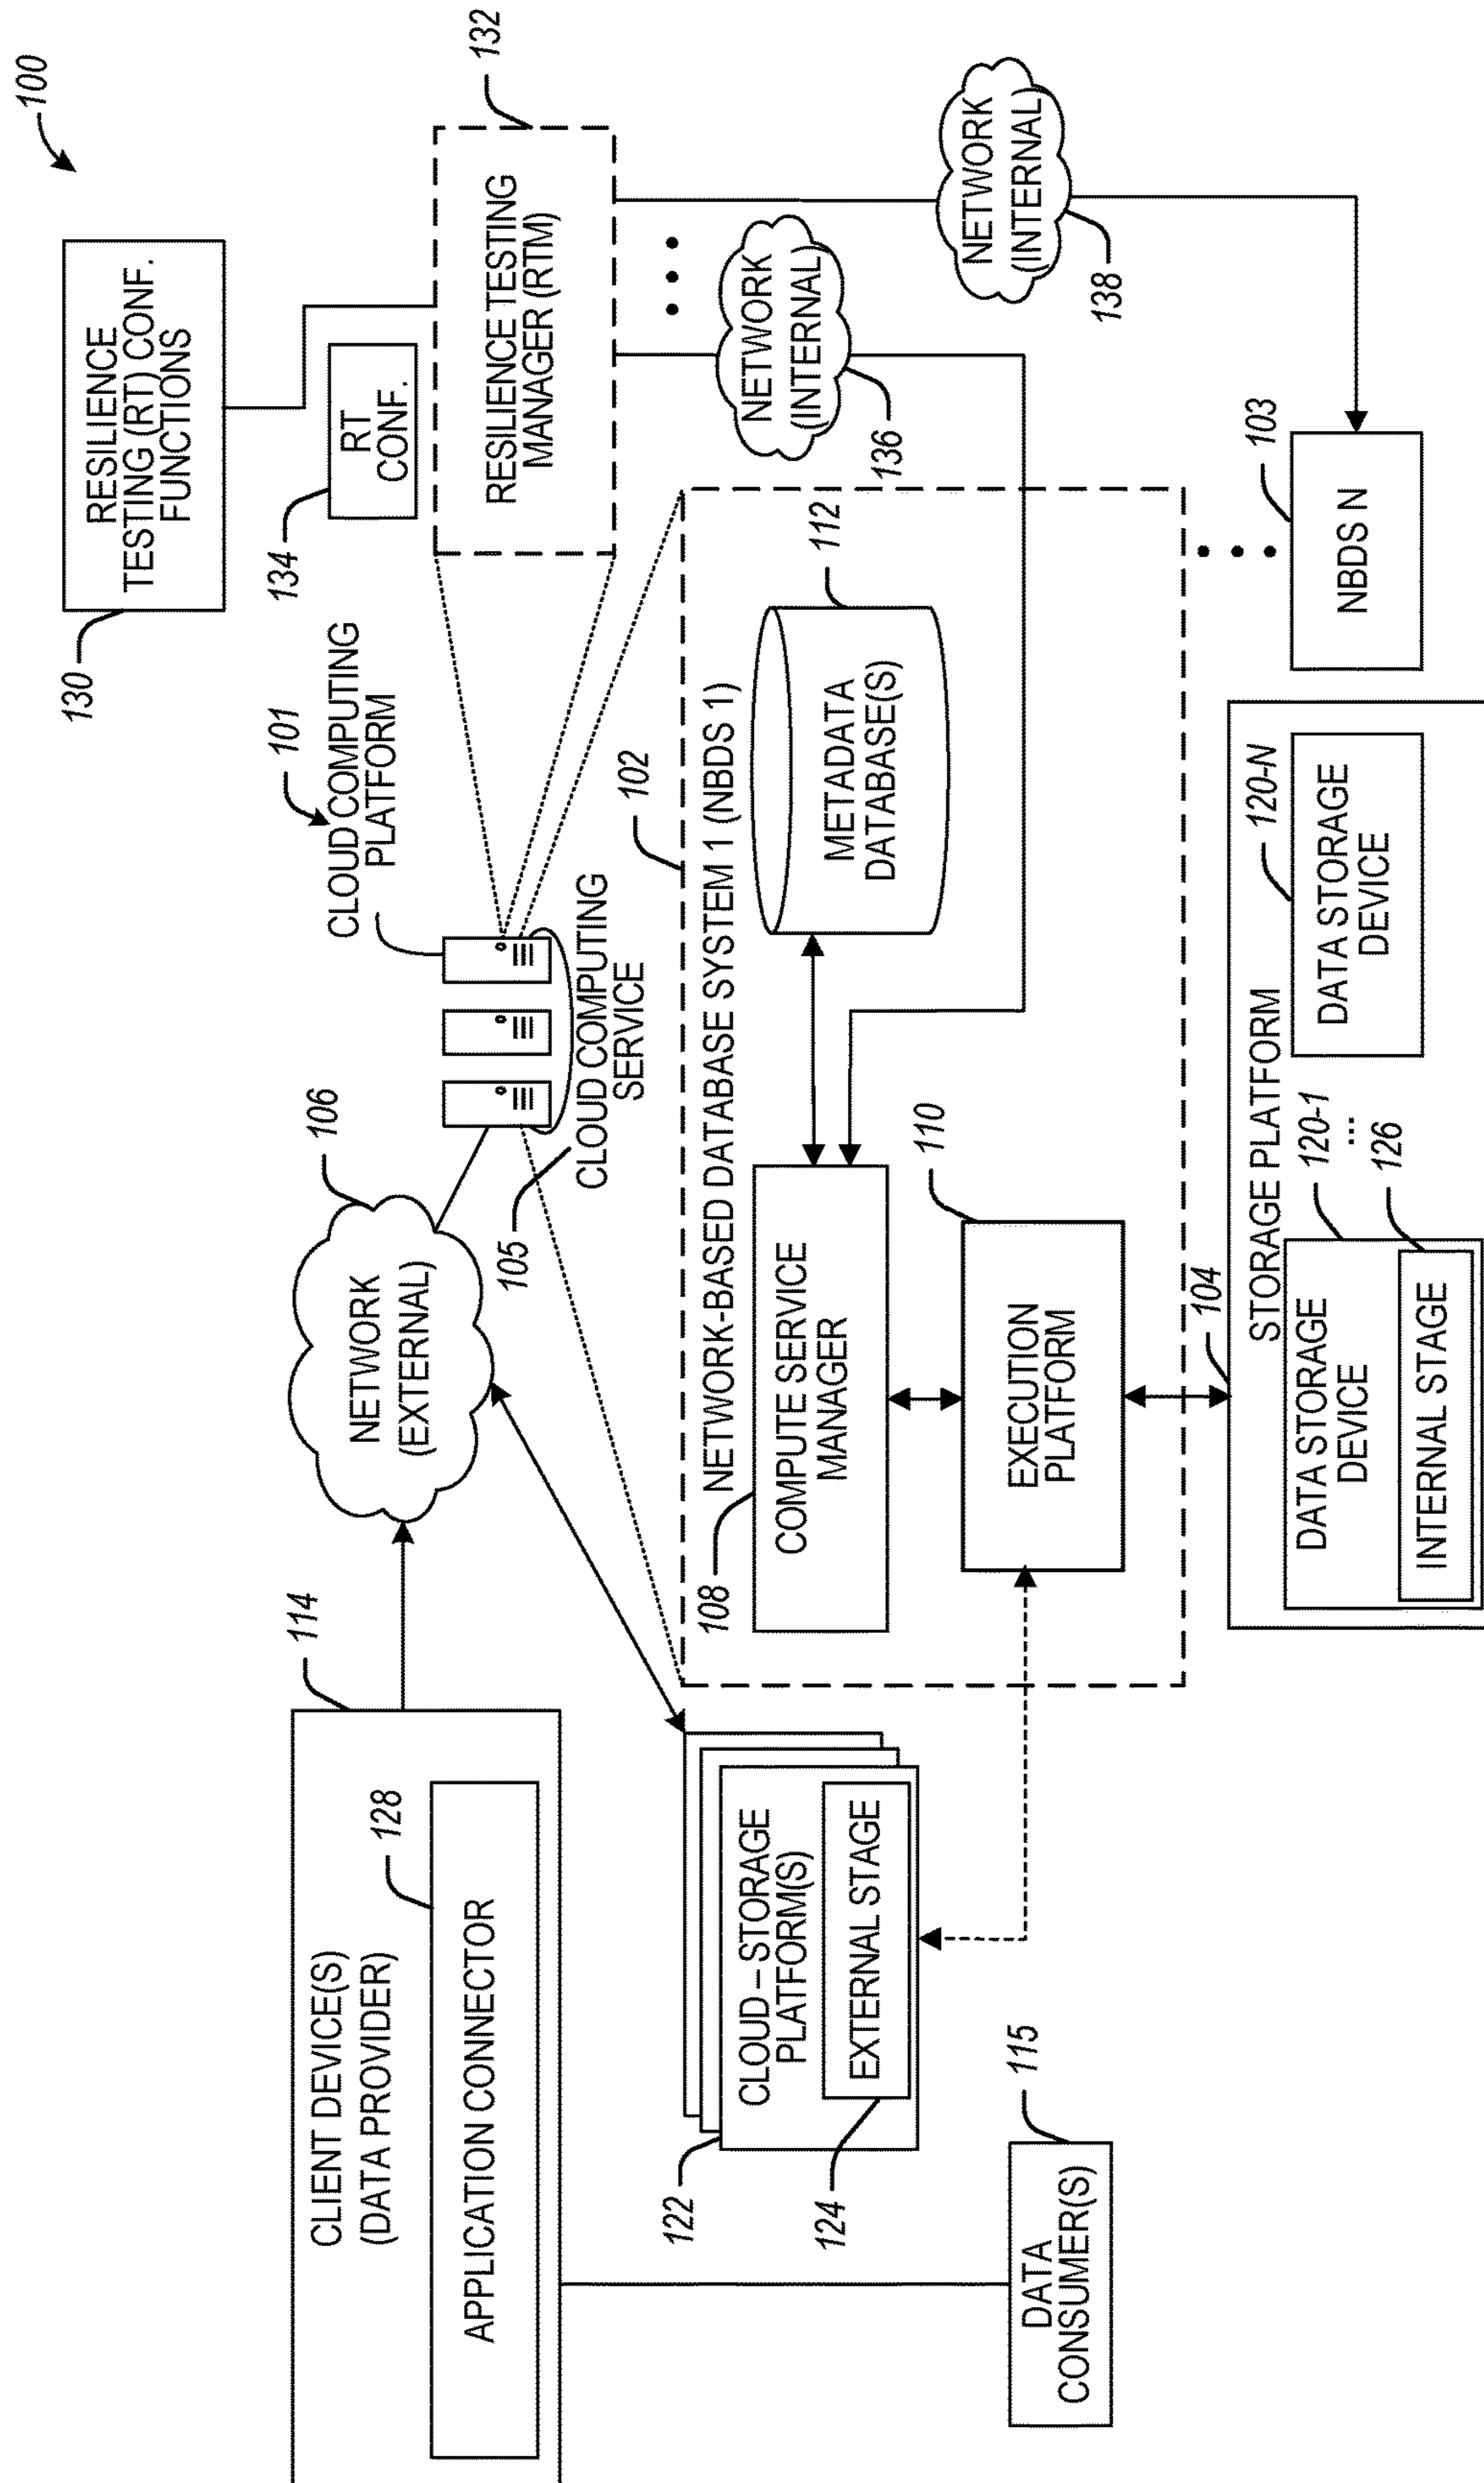 100
114
CLIENT DEVICE(S)
(DATA PROVIDER)
128
APPLICATION CONNECTOR
106
NETWORK
(EXTERNAL)
101
CLOUD COMPUTING
PLATFORM
105
CLOUD COMPUTING
SERVICE
130
RESILIENCE
TESTING (RT) CONF.
FUNCTIONS
134
RT
CONF.
132
RESILIENCE TESTING
MANAGER (RTM)
NETWORK
(INTERNAL)
136
NETWORK
(INTERNAL)
138
122
CLOUD – STORAGE
PLATFORM(S)
124
EXTERNAL STAGE
115
DATA
CONSUMER(S)
102
NETWORK-BASED DATABASE SYSTEM 1 (NBDS 1)
108
COMPUTE SERVICE
MANAGER
112
METADATA
DATABASE(S)
110
EXECUTION
PLATFORM
104
STORAGE PLATFORM
120-1
...
126
DATA STORAGE
DEVICE
INTERNAL STAGE
120-N
DATA STORAGE
DEVICE
103
NBDS N